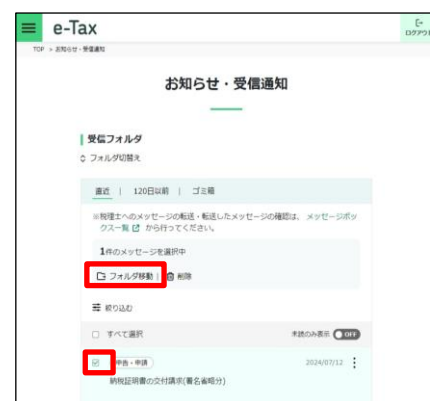 e-Tax
ログアウト
TOP > お知らせ・受信通知
お知らせ・受信通知
受信フォルダ
フォルダ切替え
直近 | 120日以前 | ゴミ箱
※税理士へのメッセージの転送・転送したメッセージの確認は、 メッセージボッ
クス一覧 から行ってください。
1件のメッセージを選択中
フォルダ移動 | 削除
絞り込む
すべて選択
未読のみ表示 OFF
申告・申請
2024/07/12
納税証明書の交付請求(署名省略分)